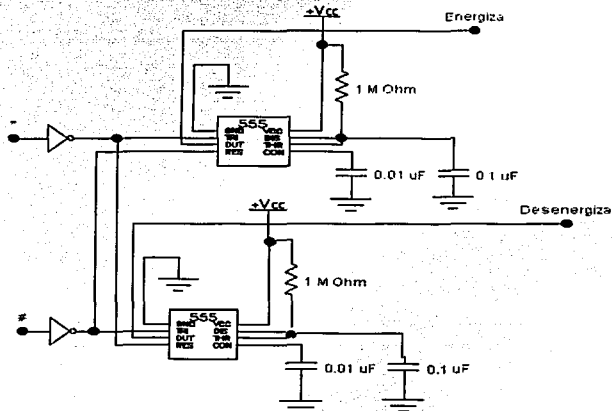 +Vcc
Energiza
1 M Ohm
555
GND VCC
TRI DIS
OUT THR
RES CON
0.01 uF
0.1 uF
+Vcc
Desenergiza
1 M Ohm
#
555
GND VCC
TRI DIS
OUT THR
RES CON
0.01 uF
0.1 uF